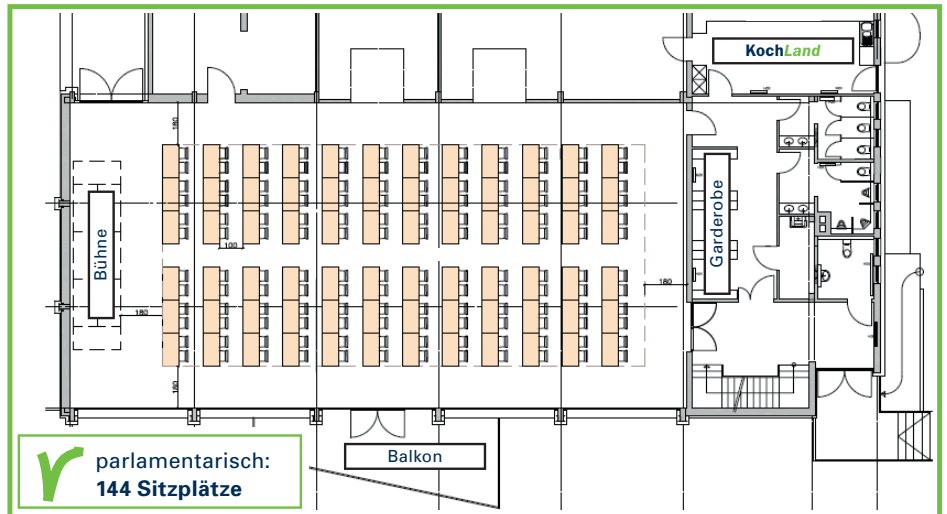 KochLand
180
Bühne
100
Garderobe
180
180
180
Balkon
parlamentarisch:
144 Sitzplätze